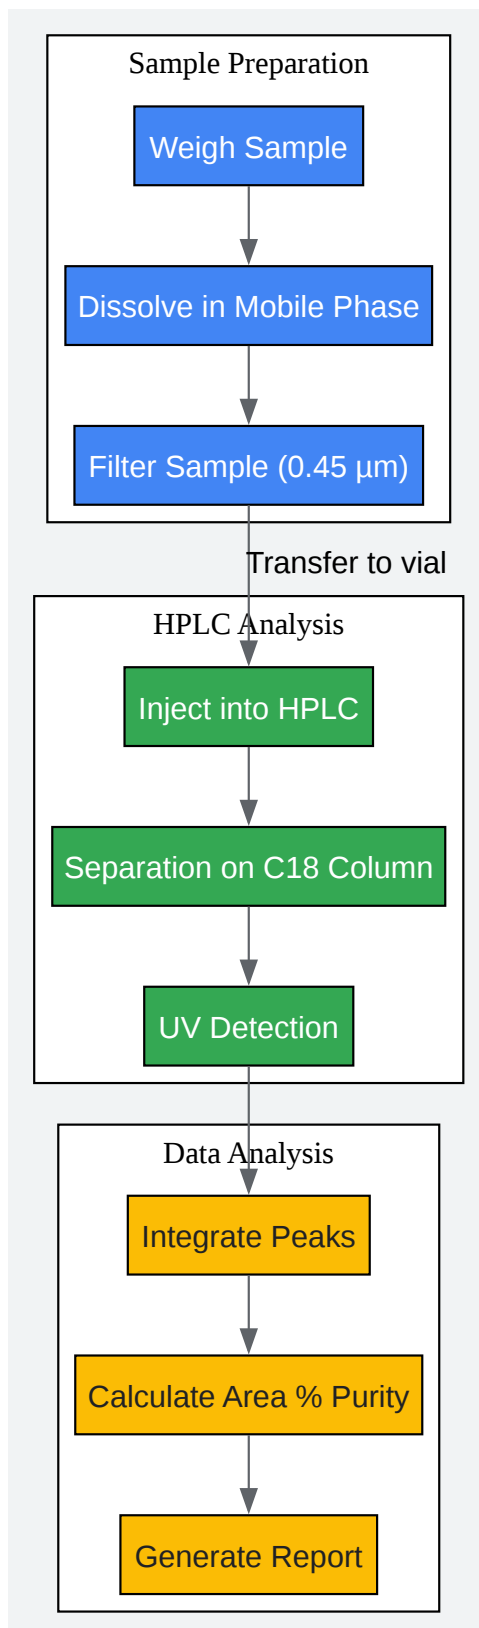 Sample Preparation
Weigh Sample
Dissolve in Mobile Phase
Filter Sample (0.45 µm)
Transfer to vial
HPLC Analysis
Inject into HPLC
Separation on C18 Column
UV Detection
Data Analysis
Integrate Peaks
Calculate Area % Purity
Generate Report